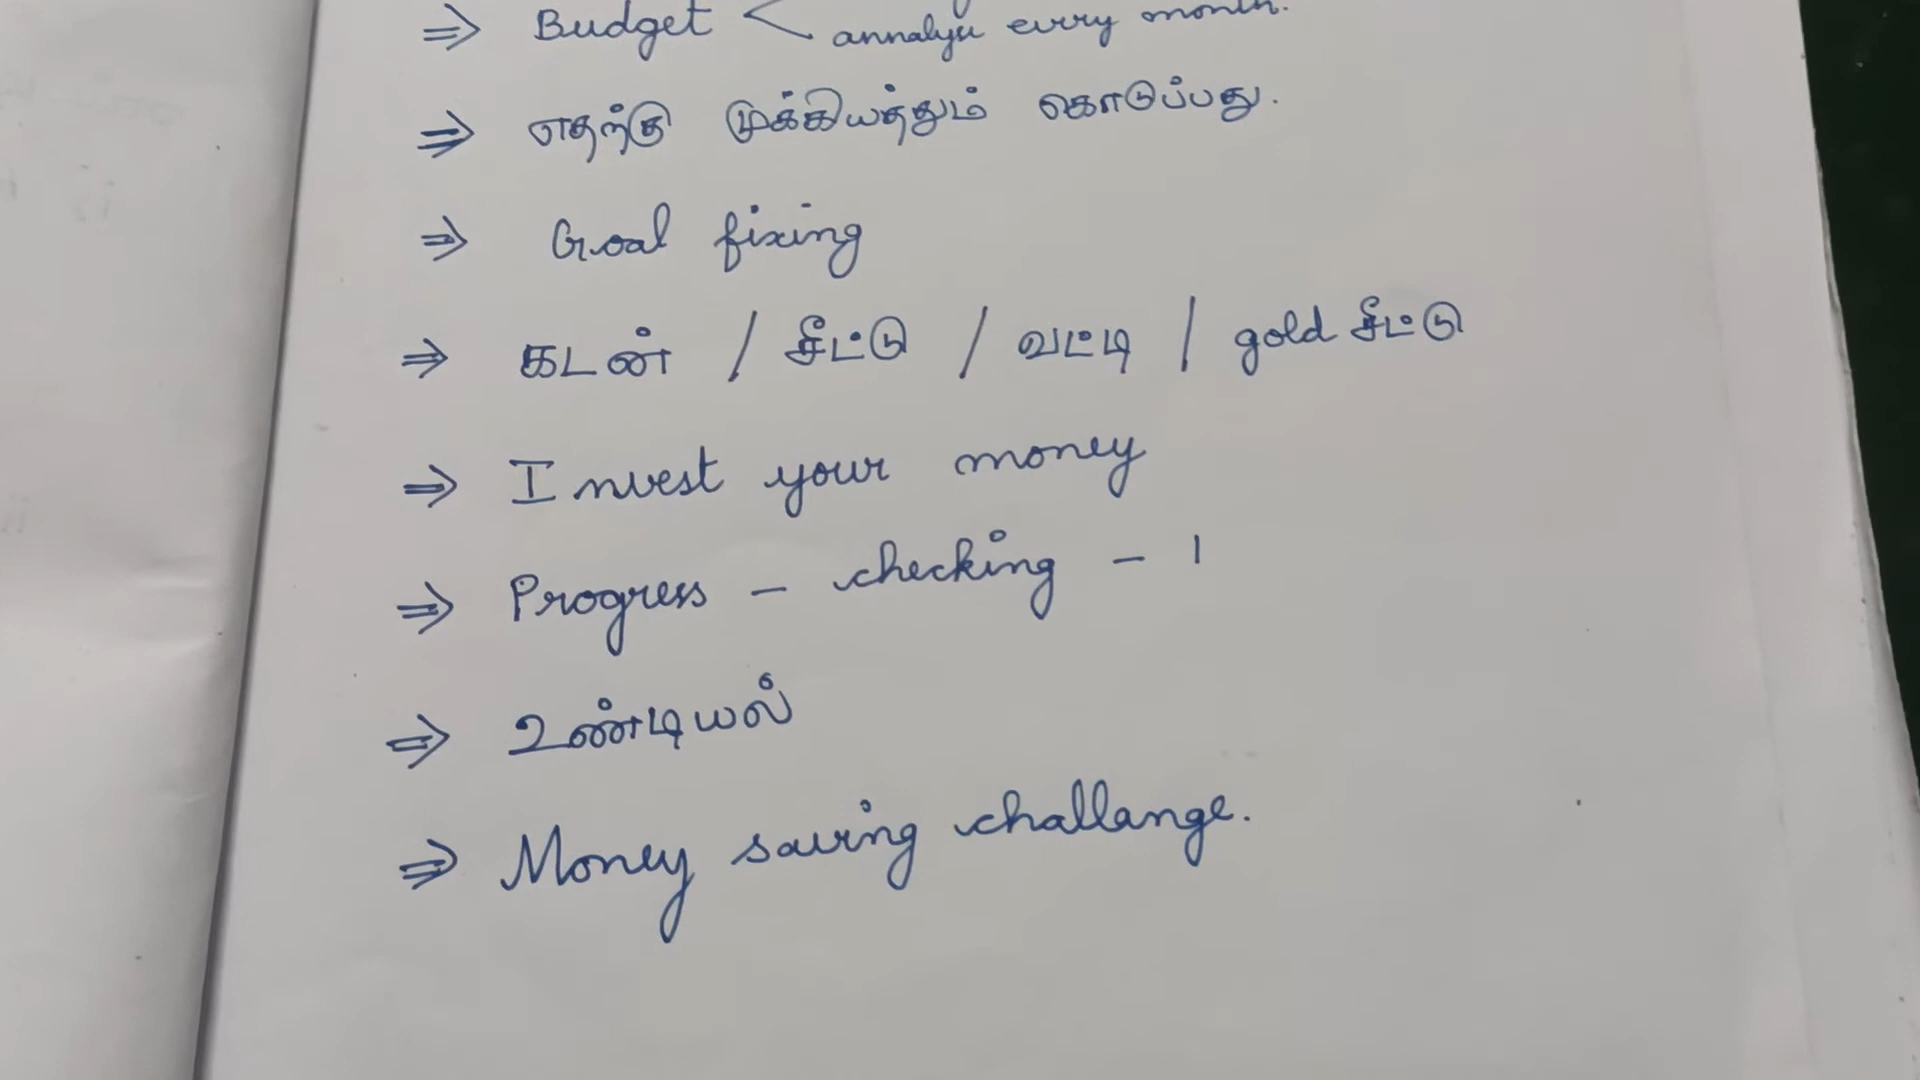 ⇒ Budget < annalyse every month.
⇒ எதற்கு முக்கியத்தும் கொடுப்பது.
⇒ Goal fixing
⇒ கடன் / சீட்டு / வட்டி / gold சீட்டு
⇒ Invest your money
⇒ Progress - checking - 1
⇒ உண்டியல்
⇒ Money saving challange.